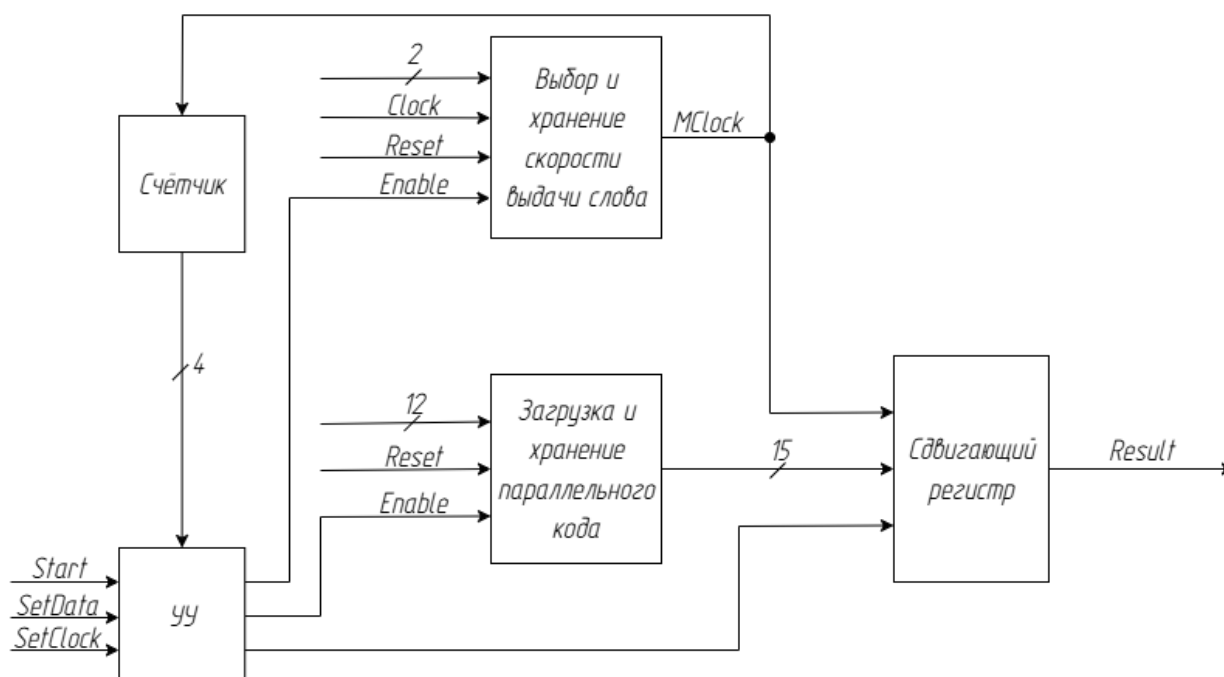 2
Clock
Reset
Enable
Выбор и
хранение
скорости
выдачи слова
MClock
Счётчик
4
12
Reset
Enable
Загрузка и
хранение
параллельного
кода
15
Сдвигающий
регистр
Result
Start
SetData
SetClock
УУ